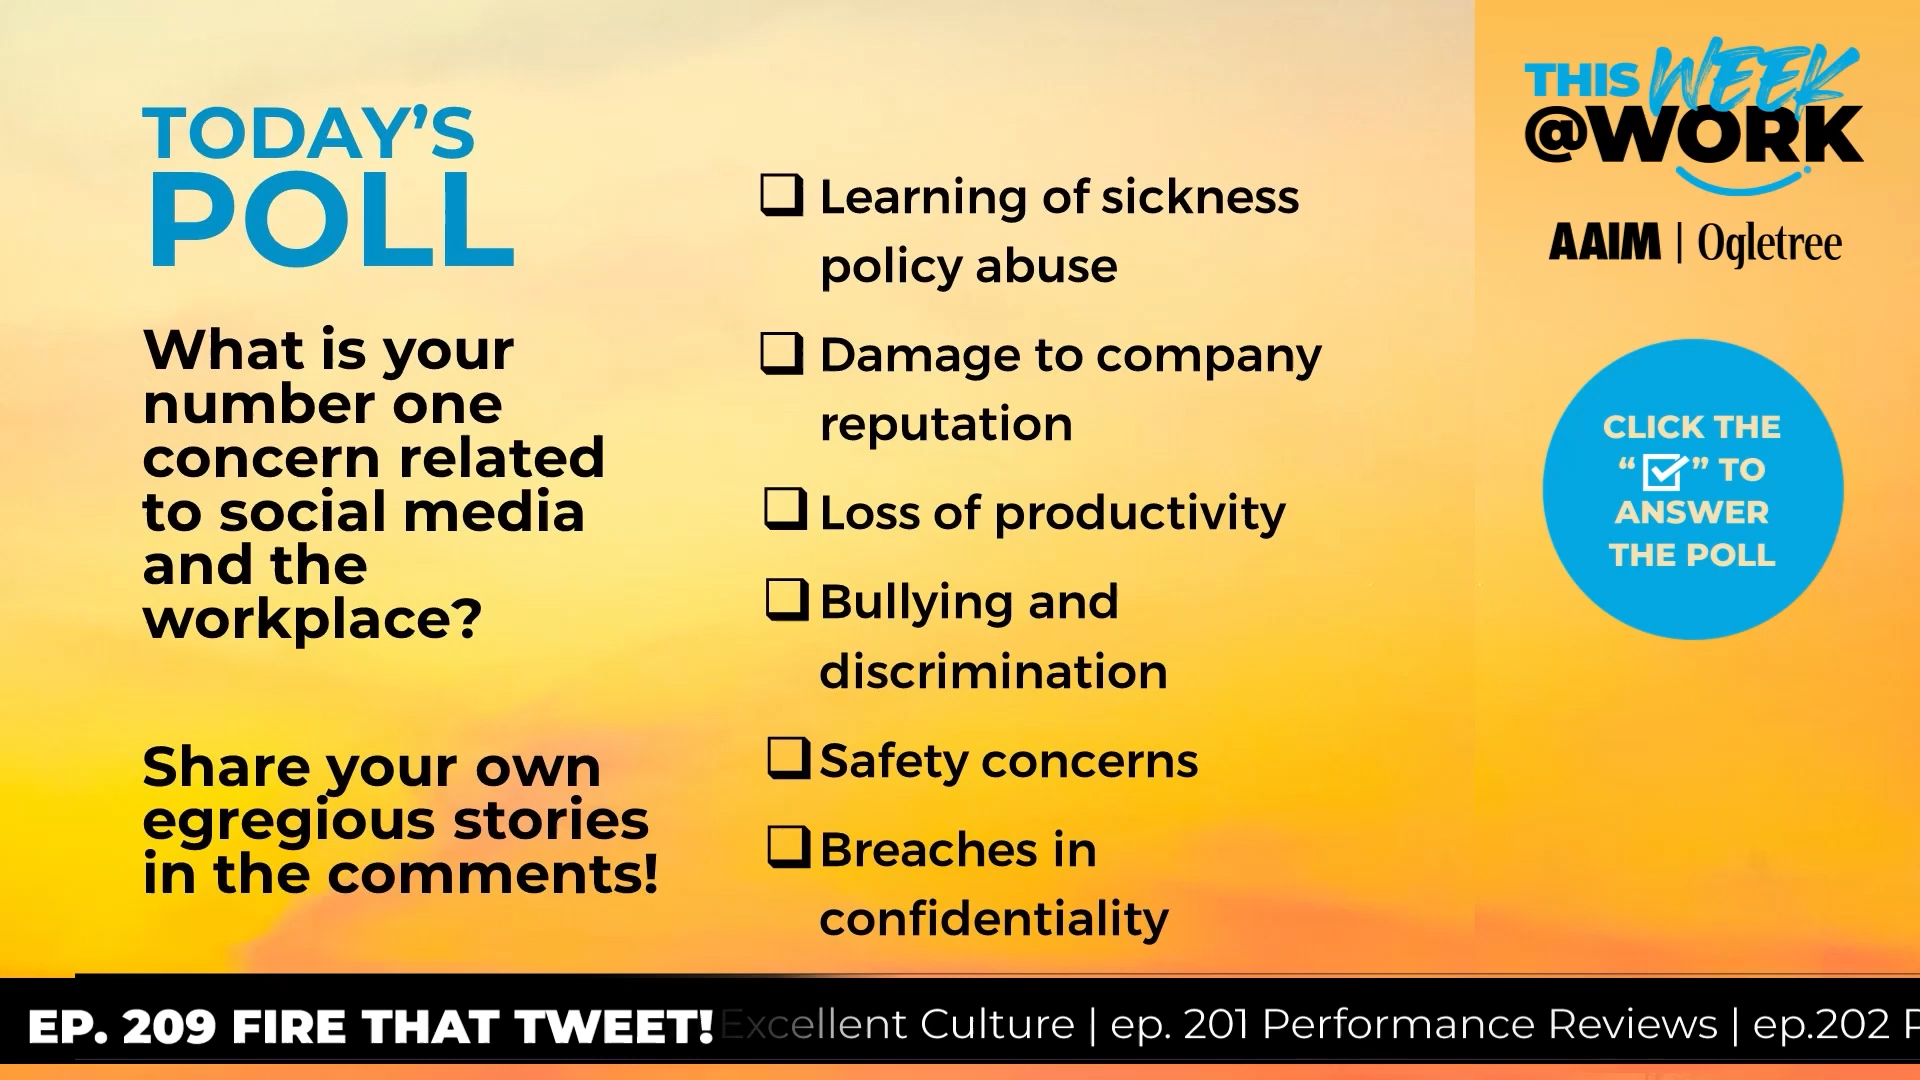 TODAY'S
POLL
What is your
number one
concern related
to social media
and the
workplace?
Share your own
egregious stories
in the comments!
Learning of sickness
policy abuse
Damage to company
reputation
Loss of productivity
Bullying and
discrimination
Safety concerns
Breaches in
confidentiality
THIS WEEK
@WORK
AAIM | Ogletree
CLICK THE
“☑” TO
ANSWER
THE POLL
EP. 209 FIRE THAT TWEET! Excellent Culture | ep. 201 Performance Reviews | ep.202